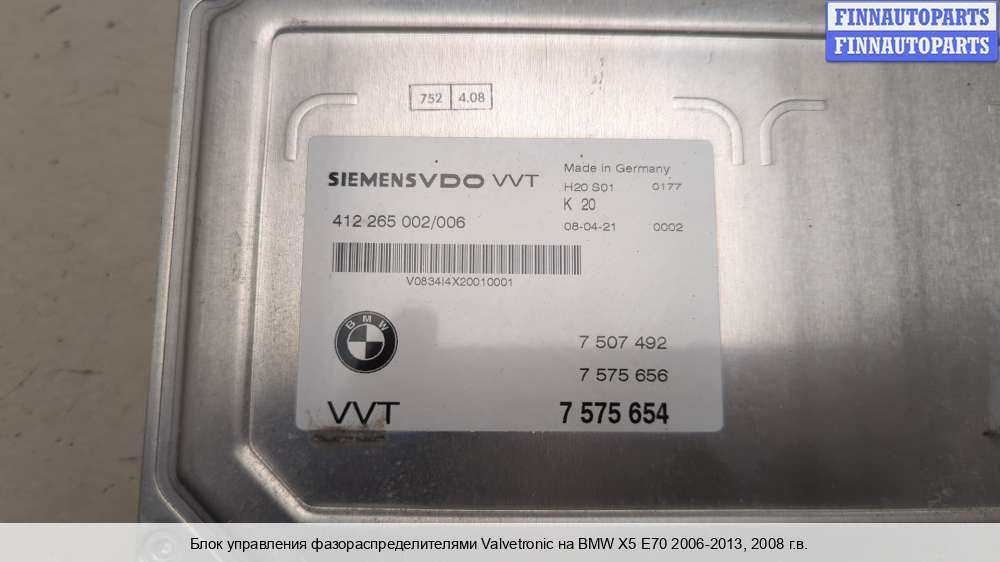 FINNAUTOPARTS
FINNAUTOPARTS
752 4.08
SIEMENSVDO VVT
Made in Germany
H20 S01 0177
K 20
412 265 002/006
08-04-21 0002
V0834I4X20010001
BMW
7 507 492
7 575 656
VVT 7 575 654
Блок управления фазораспределителями Valvetronic на BMW X5 E70 2006-2013, 2008 г.в.